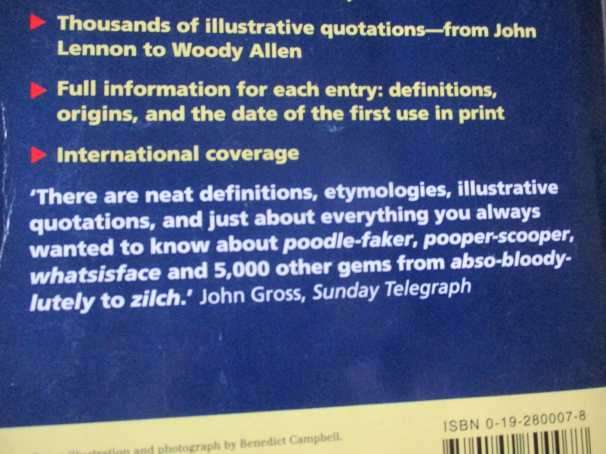 ▶ Thousands of illustrative quotations—from John
Lennon to Woody Allen
▶ Full information for each entry: definitions,
origins, and the date of the first use in print
▶ International coverage
'There are neat definitions, etymologies, illustrative
quotations, and just about everything you always
wanted to know about poodle-faker, pooper-scooper,
whatsisface and 5,000 other gems from abso-bloody-
lutely to zilch.' John Gross, Sunday Telegraph
illustration and photograph by Benedict Campbell.
ISBN 0-19-280007-8